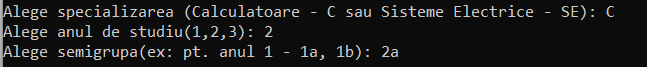 Alege specializarea (Calculatoare - C sau Sisteme Electrice - SE): C
Alege anul de studiu(1,2,3): 2
Alege semigrupa(ex: pt. anul 1 - 1a, 1b): 2a